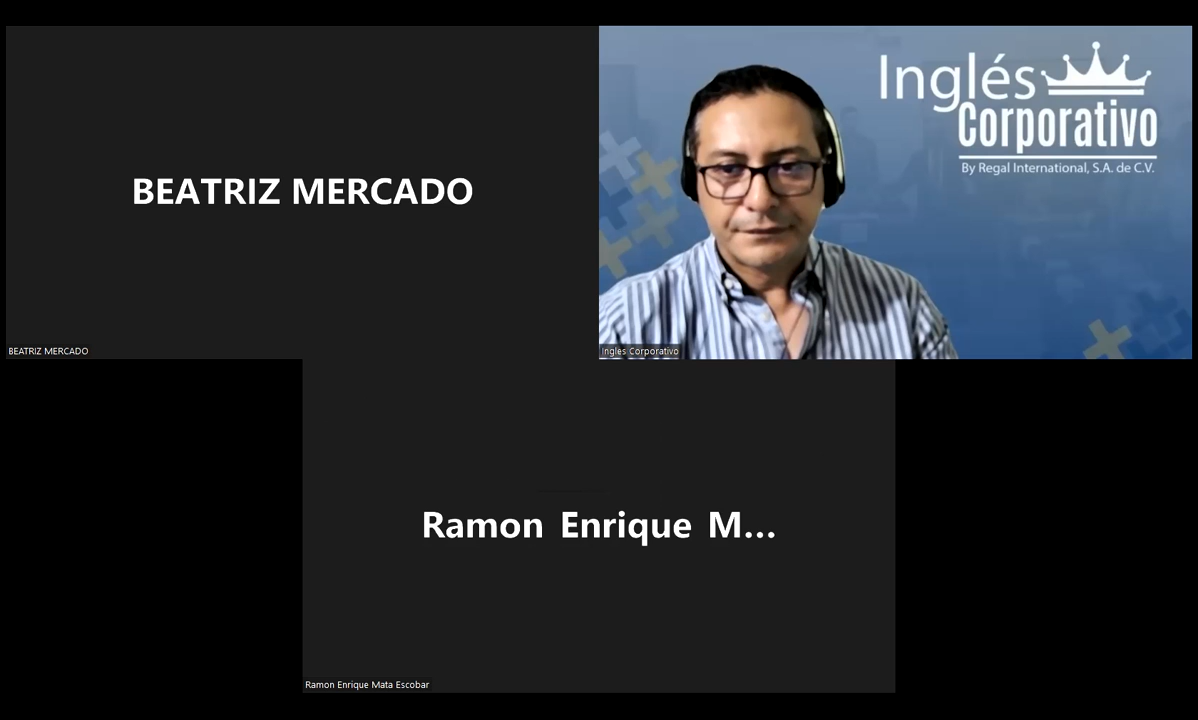 BEATRIZ MERCADO
BEATRIZ MERCADO
Inglés
Corporativo
By Regal International, S.A. de C.V.
Ingles Corporativo
Ramon Enrique M...
Ramon Enrique Mata Escobar